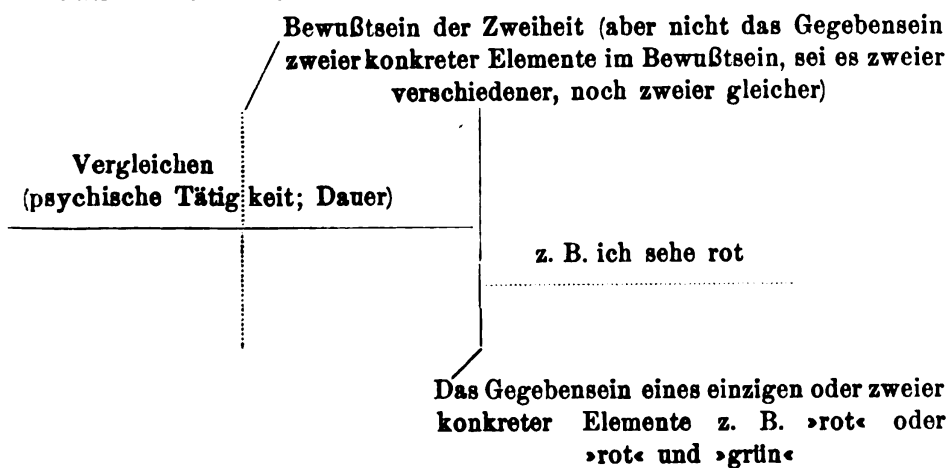 Bewußtsein der Zweiheit (aber nicht das Gegebensein
zweier konkreter Elemente im Bewußtsein, sei es zweier
verschiedener, noch zweier gleicher)
Vergleichen
(psychische Tätigkeit; Dauer)
z. B. ich sehe rot
Das Gegebensein eines einzigen oder zweier
konkreter Elemente z. B. »rot« oder
»rot« und »grün«